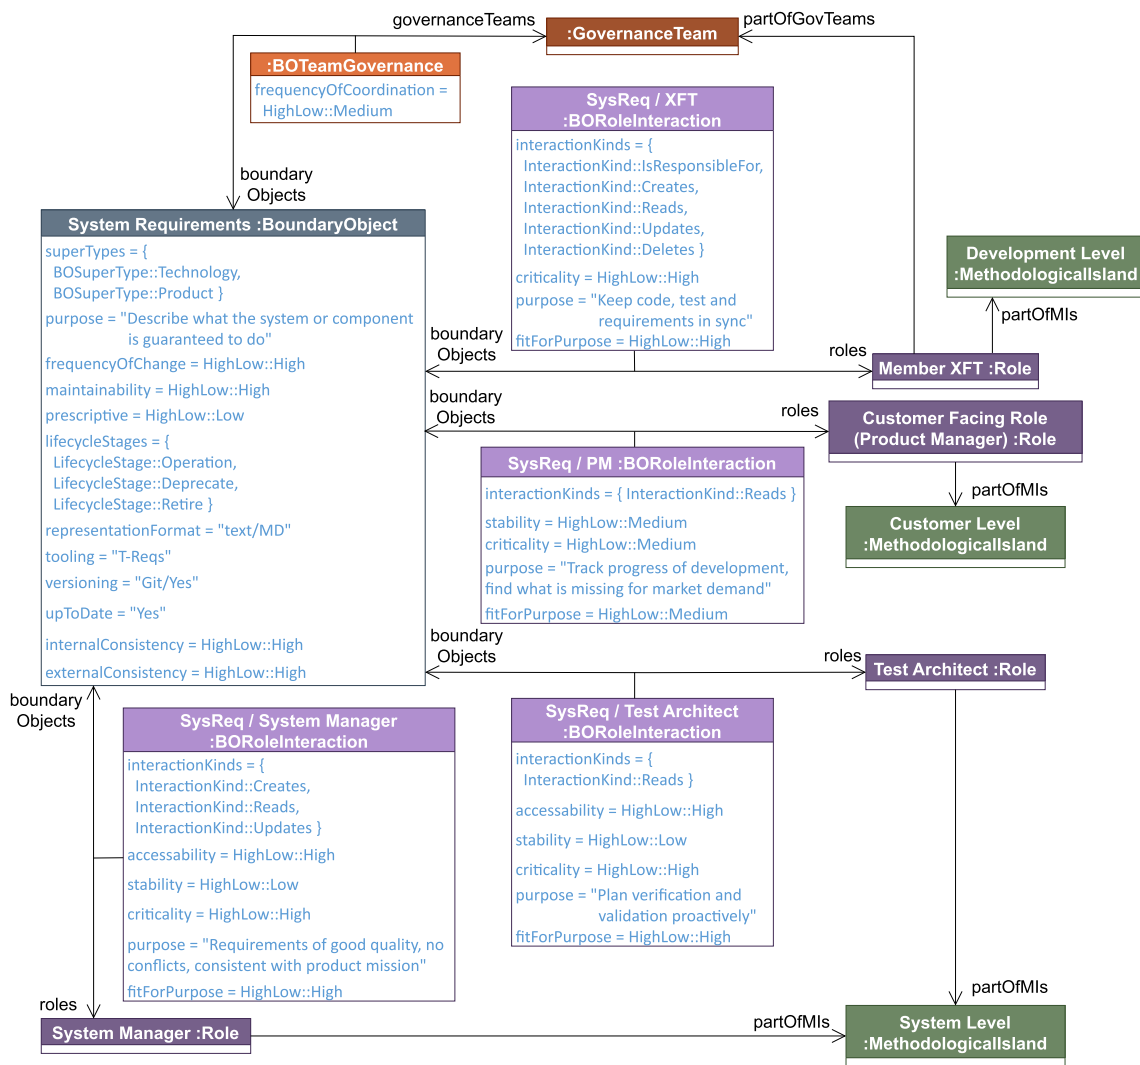 governanceTeams
:GovernanceTeam
partOfGovTeams
:BOTeamGovernance
frequencyOfCoordination =
HighLow::Medium
boundary
Objects
SysReq / XFT
:BORoleInteraction
interactionKinds = {
InteractionKind::IsResponsibleFor,
InteractionKind::Creates,
InteractionKind::Reads,
InteractionKind::Updates,
InteractionKind::Deletes }
criticality = HighLow::High
purpose = "Keep code, test and
requirements in sync"
fitForPurpose = HighLow::High
System Requirements :BoundaryObject
superTypes = {
BOSuperType::Technology,
BOSuperType::Product }
purpose = "Describe what the system or component
is guaranteed to do"
frequencyOfChange = HighLow::High
maintainability = HighLow::High
prescriptive = HighLow::Low
lifecycleStages = {
LifecycleStage::Operation,
LifecycleStage::Deprecate,
LifecycleStage::Retire }
representationFormat = "text/MD"
tooling = "T-Reqs"
versioning = "Git/Yes"
upToDate = "Yes"
internalConsistency = HighLow::High
externalConsistency = HighLow::High
Development Level
:MethodologicalIsland
partOfMIs
boundary
Objects
roles
Member XFT :Role
boundary
Objects
roles
Customer Facing Role
(Product Manager) :Role
SysReq / PM :BORoleInteraction
interactionKinds = { InteractionKind::Reads }
stability = HighLow::Medium
criticality = HighLow::Medium
purpose = "Track progress of development,
find what is missing for market demand"
fitForPurpose = HighLow::Medium
partOfMIs
Customer Level
:MethodologicalIsland
boundary
Objects
roles
Test Architect :Role
boundary
Objects
SysReq / System Manager
:BORoleInteraction
interactionKinds = {
InteractionKind::Creates,
InteractionKind::Reads,
InteractionKind::Updates }
accessability = HighLow::High
stability = HighLow::Low
criticality = HighLow::High
purpose = "Requirements of good quality, no
conflicts, consistent with product mission"
fitForPurpose = HighLow::High
SysReq / Test Architect
:BORoleInteraction
interactionKinds = {
InteractionKind::Reads }
accessability = HighLow::High
stability = HighLow::Low
criticality = HighLow::High
purpose = "Plan verification and
validation proactively"
fitForPurpose = HighLow::High
partOfMIs
roles
System Manager :Role
partOfMIs
System Level
:MethodologicalIsland